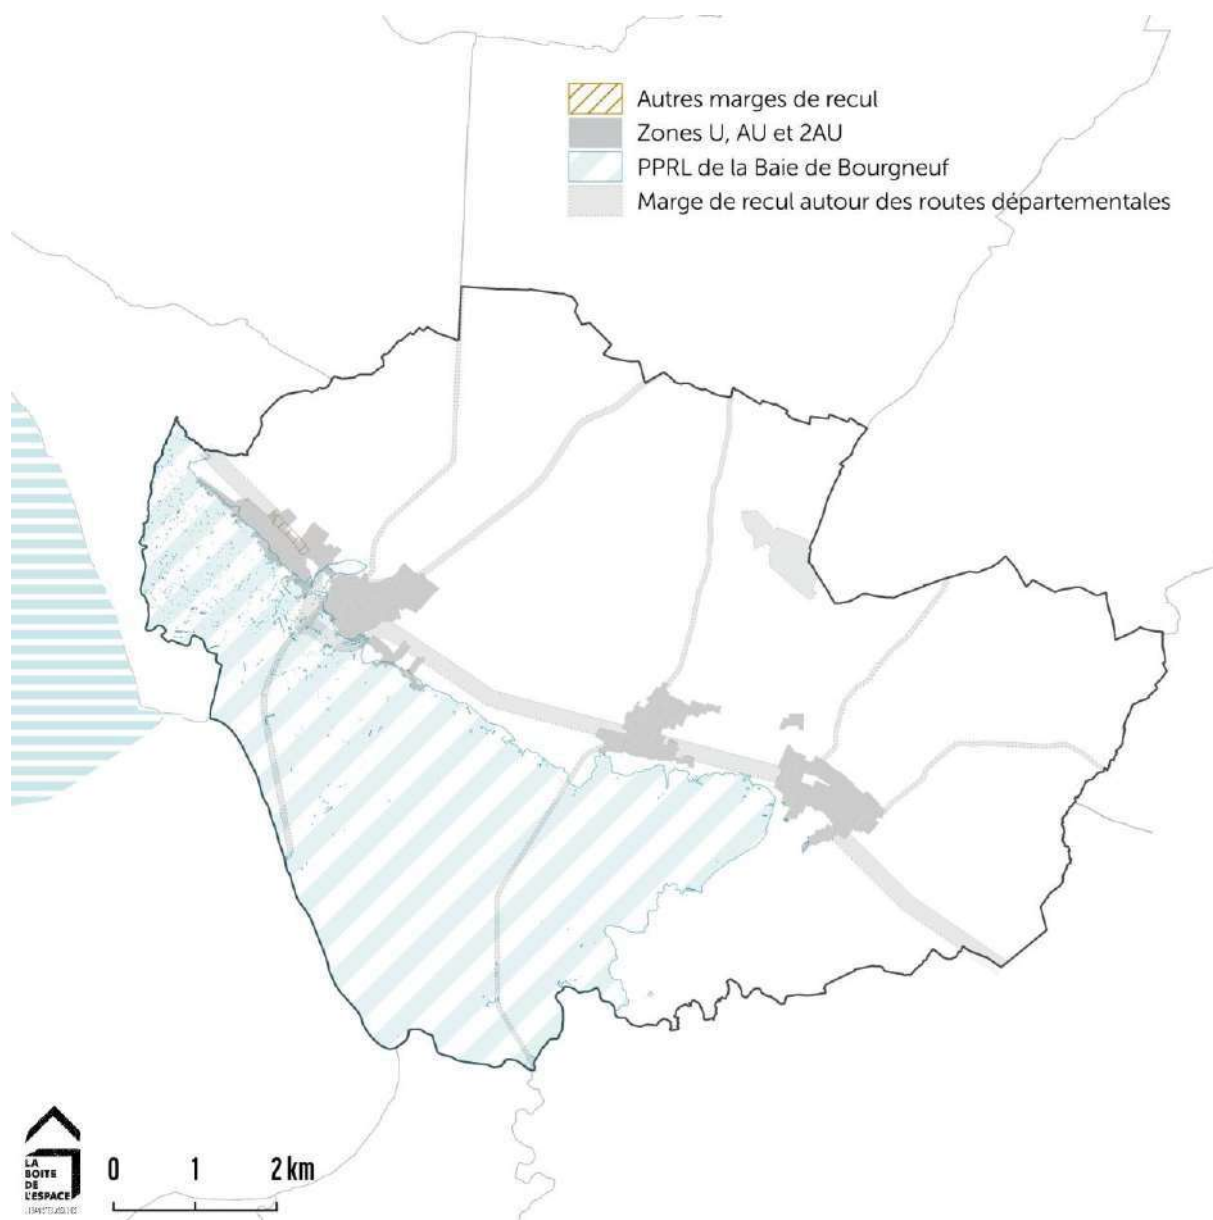 Autres marges de recul
Zones U, AU et 2AU
PPRL de la Baie de Bourgneuf
Marge de recul autour des routes départementales
LA
BOITE
DE
L'ESPACE
0 1 2 km